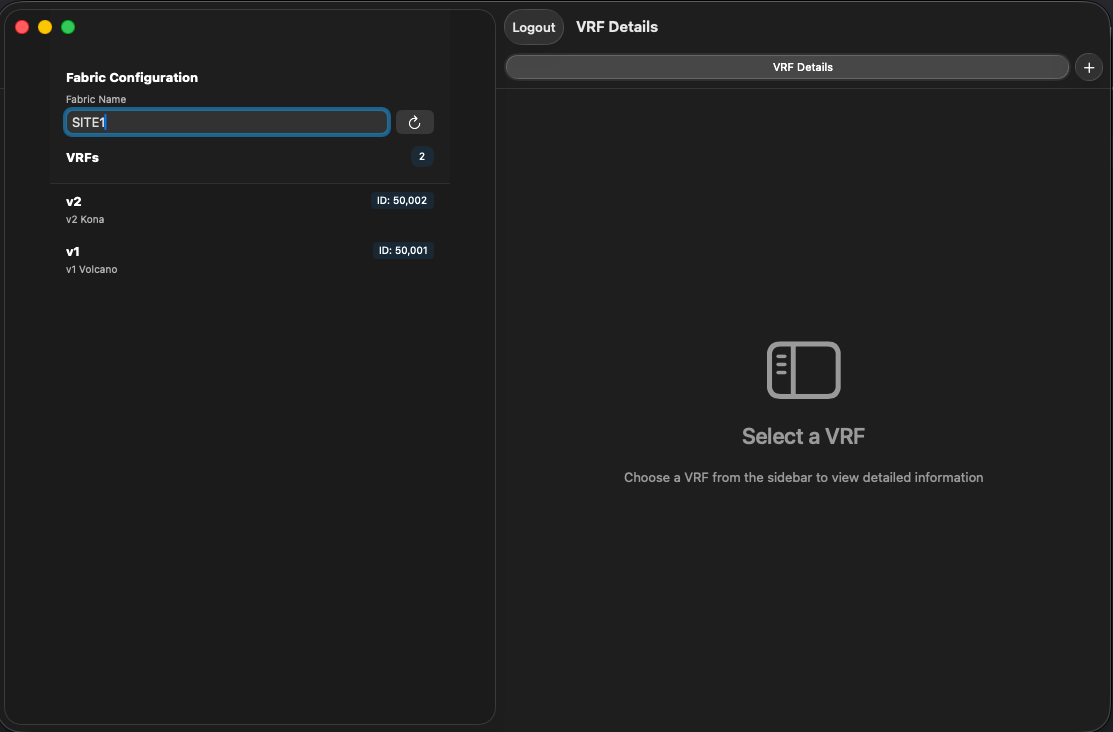 Fabric Configuration
Fabric Name
SITE1
VRFs 2
v2 ID: 50,002
v2 Kona
v1 ID: 50,001
v1 Volcano
Logout VRF Details
VRF Details +
Select a VRF
Choose a VRF from the sidebar to view detailed information